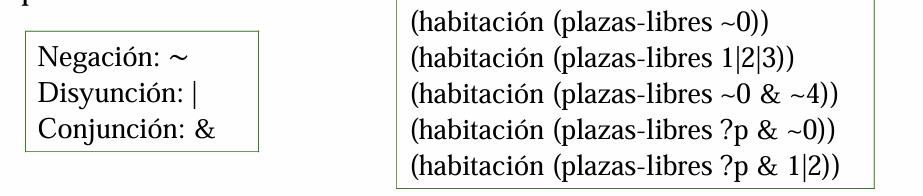 Negación: ~
Disyunción: |
Conjunción: &
(habitación (plazas-libres ~0))
(habitación (plazas-libres 1|2|3))
(habitación (plazas-libres ~0 & ~4))
(habitación (plazas-libres ?p & ~0))
(habitación (plazas-libres ?p & 1|2))